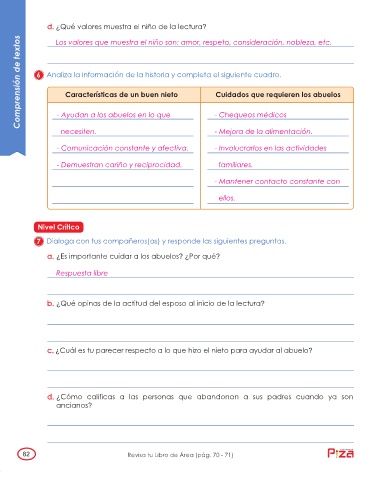 d. ¿Qué valores muestra el niño de la lectura?
Los valores que muestra el niño son: amor, respeto, consideración, nobleza, etc.
Comprensión de textos
6 Analiza la información de la historia y completa el siguiente cuadro.
Características de un buen nieto
Cuidados que requieren los abuelos
- Ayudan a los abuelos en lo que
necesiten.
- Comunicación constante y afectiva.
- Demuestran cariño y reciprocidad.
- Chequeos médicos
- Mejora de la alimentación.
- Involucrarlos en las actividades
familiares.
- Mantener contacto constante con
ellos.
Nivel Crítico
7 Dialoga con tus compañeros(as) y responde las siguientes preguntas.
a. ¿Es importante cuidar a los abuelos? ¿Por qué?
Respuesta libre
b. ¿Qué opinas de la actitud del esposo al inicio de la lectura?
c. ¿Cuál es tu parecer respecto a lo que hizo el nieto para ayudar al abuelo?
d. ¿Cómo calificas a las personas que abandonan a sus padres cuando ya son
ancianos?
82
Revisa tu Libro de Área (pág. 70 - 71)
Piza